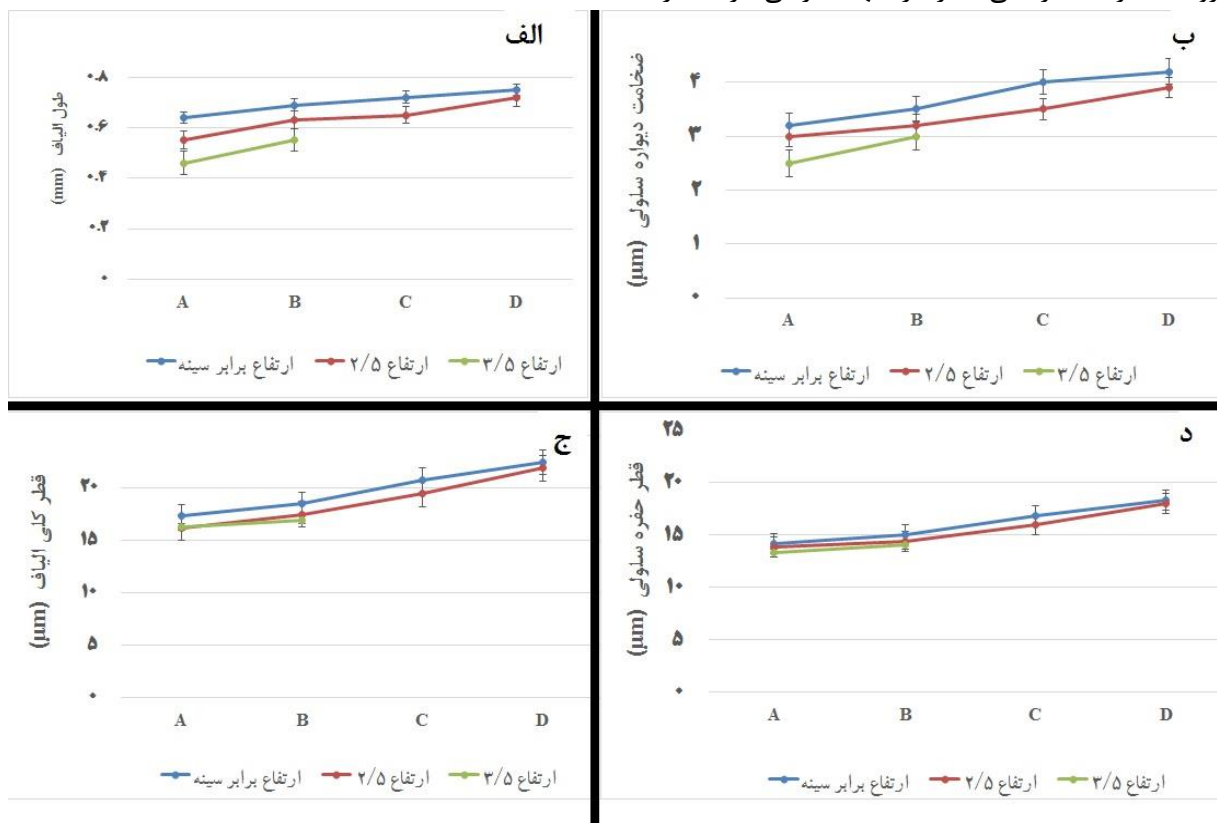 الف
طول الیاف (mm)
۰.۸
۰.۶
۰.۴
۰.۲
۰
A B C D
ارتفاع برابر سینه ارتفاع ۲/۵ ارتفاع ۳/۵
ب
ضخامت دیواره سلولی (µm)
۴
۳
۲
۱
۰
A B C D
ارتفاع برابر سینه ارتفاع ۲/۵ ارتفاع ۳/۵
ج
قطر کلی الیاف (µm)
۲۰
۱۵
۱۰
۵
۰
A B C D
ارتفاع برابر سینه ارتفاع ۲/۵ ارتفاع ۳/۵
د
قطر حفره سلولی (µm)
۲۵
۲۰
۱۵
۱۰
۵
۰
A B C D
ارتفاع برابر سینه ارتفاع ۲/۵ ارتفاع ۳/۵